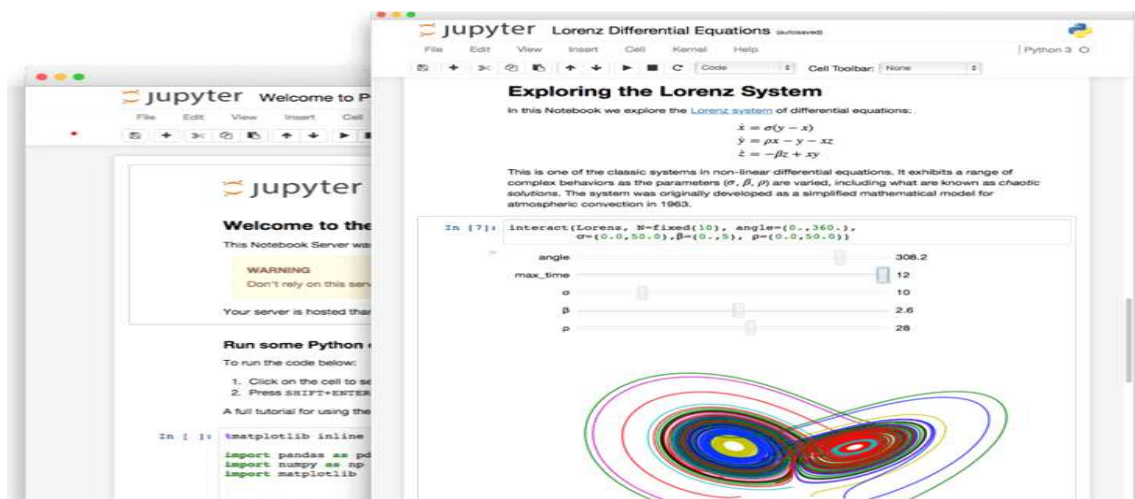 jupyter Welcome to P
File Edit View Insert Cell
jupyter
Welcome to the
This Notebook Server was
WARNING
Don't rely on this serv
Your server is hosted than
Run some Python
To run the code below:
1. Click on the cell to se
2. Press SHIFT+ENTER
A full tutorial for using the
In [ ]: %matplotlib inline
import pandas as pd
import numpy as np
import matplotlib
jupyter Lorenz Differential Equations (autosaved)
File Edit View Insert Cell Kernel Help
Python 3
Code Cell Toolbar: None
Exploring the Lorenz System
In this Notebook we explore the Lorenz system of differential equations:
ẋ = σ(y − x)
ẏ = ρx − y − xz
ż = −βz + xy
This is one of the classic systems in non-linear differential equations. It exhibits a range of
complex behaviors as the parameters (σ, β, ρ) are varied, including what are known as chaotic
solutions. The system was originally developed as a simplified mathematical model for
atmospheric convection in 1963.
In [7]: interact(Lorenz, N=fixed(10), angle=(0.,360.),
σ=(0.0,50.0),β=(0.,5), ρ=(0.0,50.0))
angle 308.2
max_time 12
σ 10
β 2.6
ρ 28